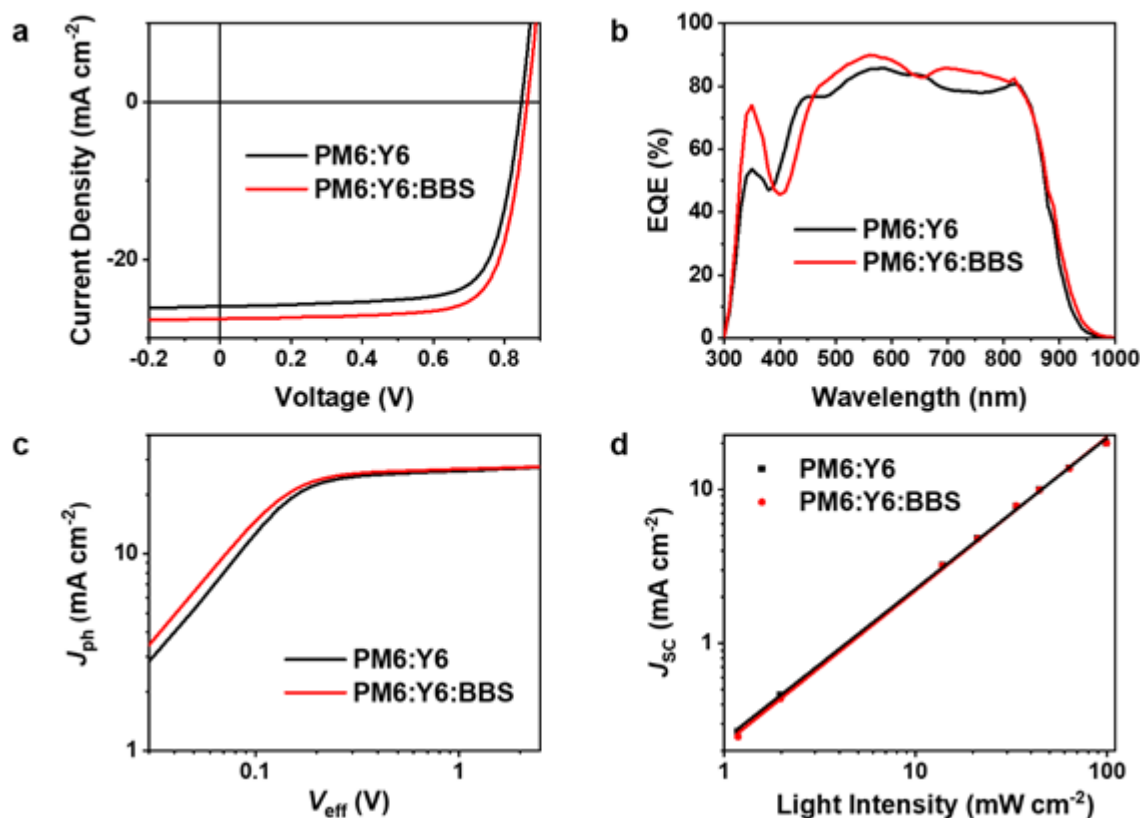 a
Current Density (mA cm⁻²)
0
-20
PM6:Y6
PM6:Y6:BBS
-0.2 0 0.2 0.4 0.6 0.8
Voltage (V)
b
EQE (%)
100
80
60
40
20
0
PM6:Y6
PM6:Y6:BBS
300 400 500 600 700 800 900 1000
Wavelength (nm)
c
Jph (mA cm⁻²)
10
1
PM6:Y6
PM6:Y6:BBS
0.1 1
Veff (V)
d
JSC (mA cm⁻²)
10
1
PM6:Y6
PM6:Y6:BBS
1 10 100
Light Intensity (mW cm⁻²)